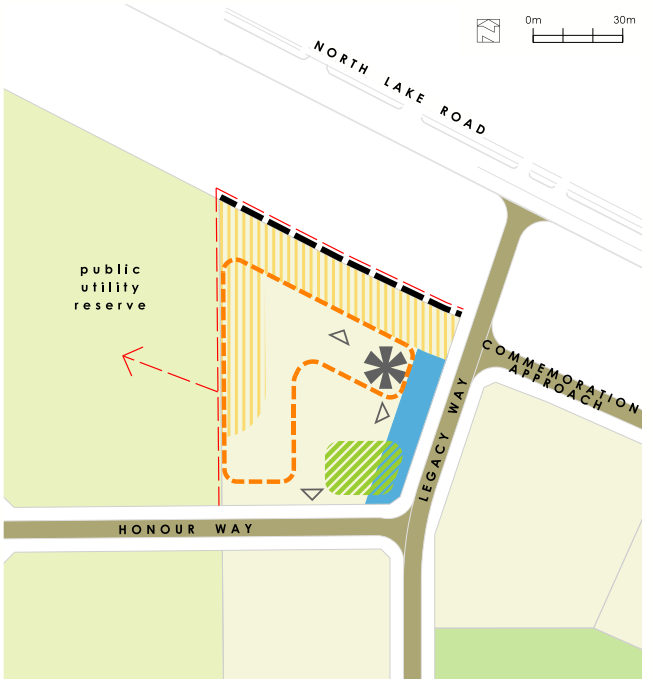 0m 30m
NORTH LAKE ROAD
public
utility
reserve
COMMEMORATION
APPROACH
LEGACY WAY
HONOUR WAY